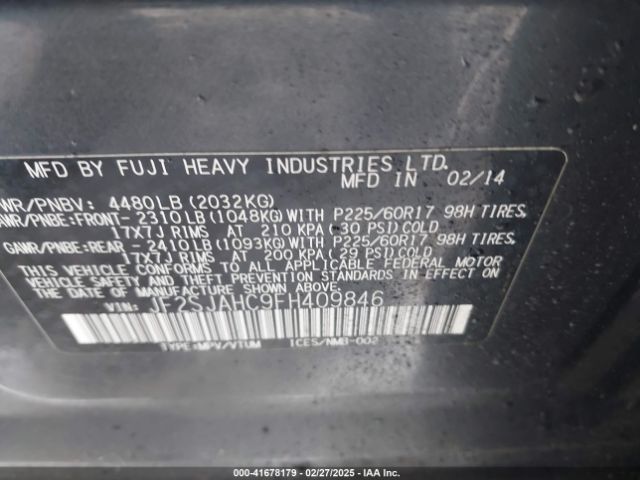 MFD BY FUJI HEAVY INDUSTRIES LTD.
MFD IN 02/14
WR/PNBV: 4480LB (2032KG)
AWR/PNBE:FRONT-2310LB(1048KG)WITH P225/60R17 98H TIRES,
17X7J RIMS AT 210 KPA(-30 PSI)COLD
GAWR/PNBE:REAR -2410LB(1093KG)WITH P225/60R17 98H TIRES,
17X7J RIMS AT 200 KPA(29 PSI)COLD
THIS VEHICLE CONFORMS TO ALL APPLICABLE FEDERAL MOTOR
VEHICLE SAFETY AND THEFT PREVENTION STANDARDS IN EFFECT ON
THE DATE OF MANUFACTURE SHOWN ABOVE.
VIN: JF2SJAHC9FH409846
TYPE:MPV/VTUM ICES/NMB-002
000-41678179 — 02/27/2025 — IAA Inc.